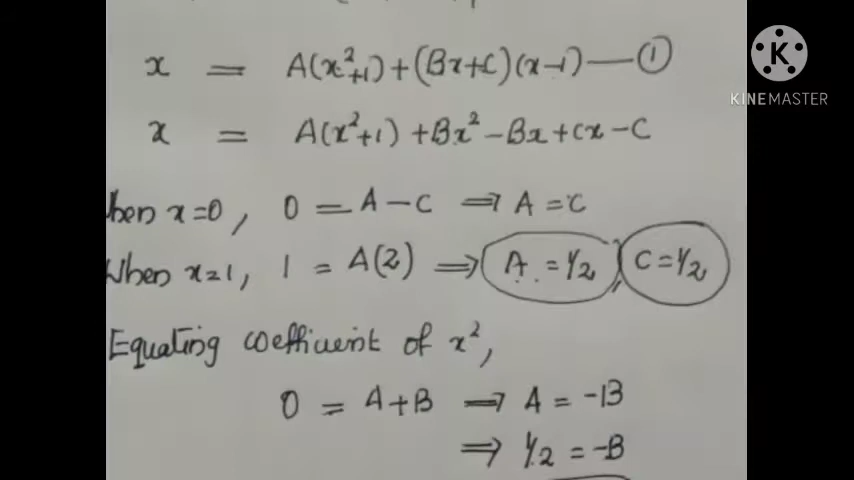 x = A(x²+1)+(Bx+C)(x-1) — ①
K
KINEMASTER
x = A(x²+1)+Bx²-Bx+Cx-C
hen x=0, 0 = A-C ⇒ A=C
When x=1, 1 = A(2) ⇒ A = 1/2, C=1/2
Equating coefficient of x²,
0 = A+B ⇒ A = -B
⇒ 1/2 = -B